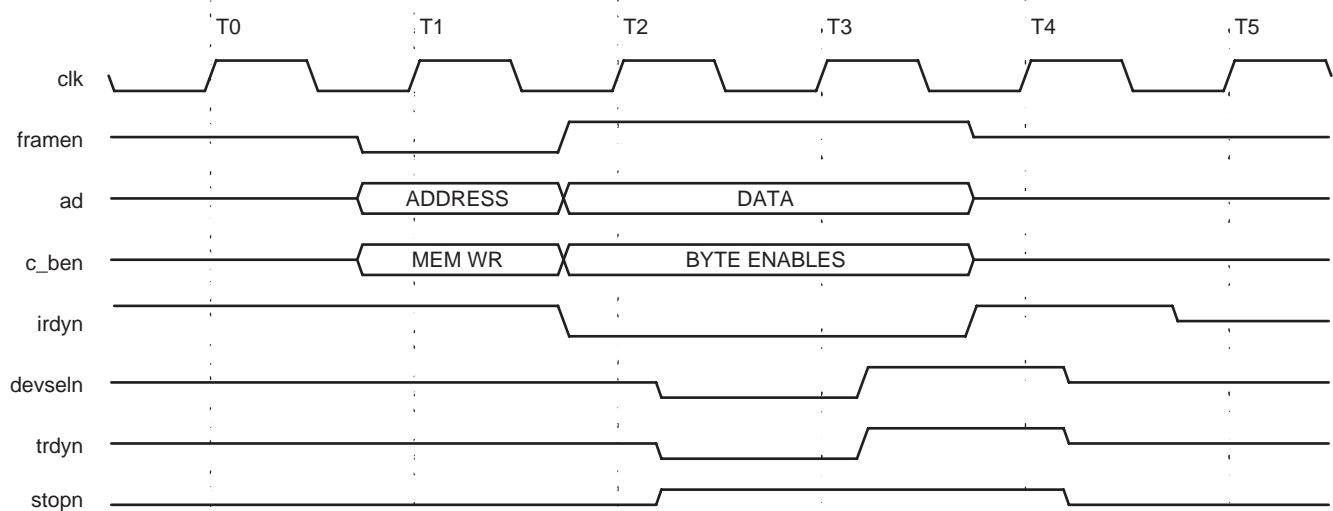 T0 T1 T2 T3 T4 T5
clk
framen
ad ADDRESS DATA
c_ben MEM WR BYTE ENABLES
irdyn
devseln
trdyn
stopn